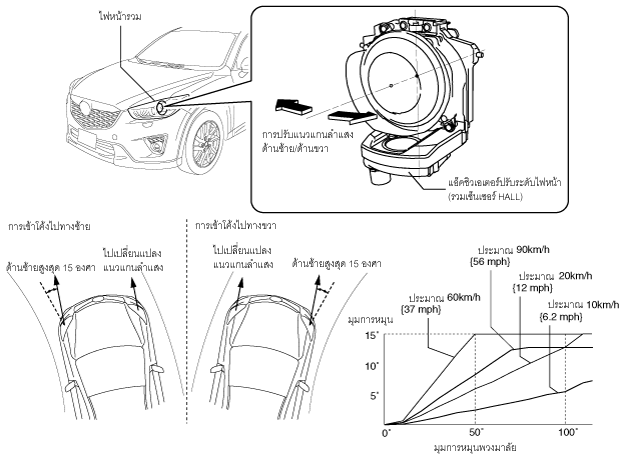 ไฟหน้ารวม
การปรับแนวแกนลำแสง
ด้านซ้าย/ด้านขวา
แอ็คชิวเอเตอร์ปรับระดับไฟหน้า
(รวมเซ็นเซอร์ HALL)
การเข้าโค้งไปทางซ้าย
ด้านซ้ายสูงสุด 15 องศา
ไปเปลี่ยนแปลง
แนวแกนลำแสง
การเข้าโค้งไปทางขวา
ไปเปลี่ยนแปลง
แนวแกนลำแสง
ด้านซ้ายสูงสุด 15 องศา
ประมาณ 90km/h
{56 mph}
ประมาณ 20km/h
{12 mph}
ประมาณ 60km/h
{37 mph}
ประมาณ 10km/h
{6.2 mph}
มุมการหมุน
15˚
10˚
5˚
0˚
50˚
100˚
มุมการหมุนพวงมาลัย